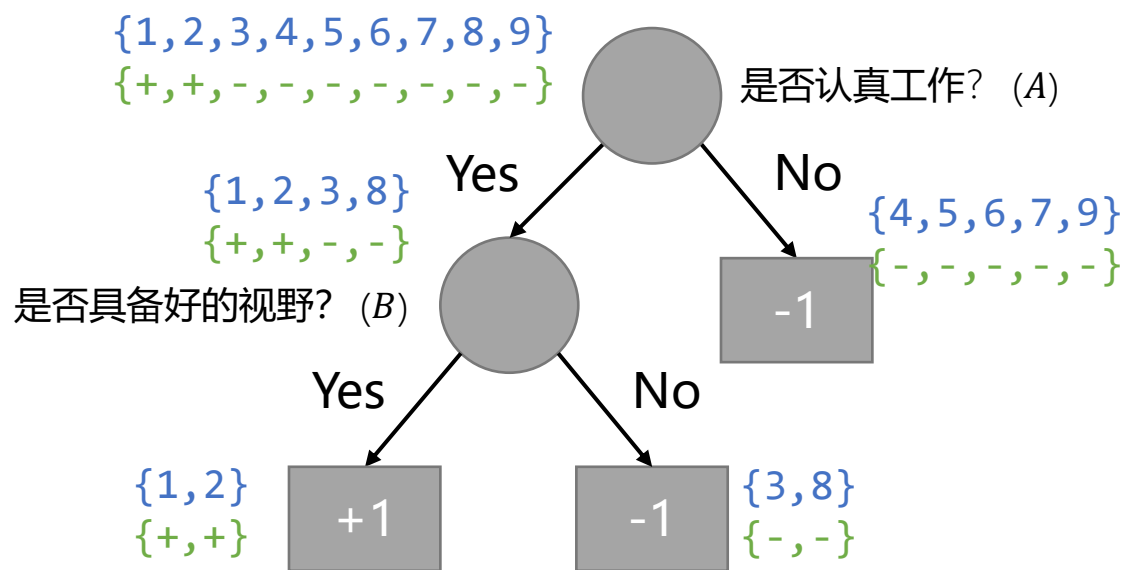 {1,2,3,4,5,6,7,8,9}
{+,+,-,-,-,-,-,-,-}
是否认真工作？ (A)
Yes
No
{1,2,3,8}
{+,+,-,-}
{4,5,6,7,9}
{-,-,-,-,-}
是否具备好的视野？ (B)
-1
Yes
No
{1,2}
{+,+}
+1
-1
{3,8}
{-,-}